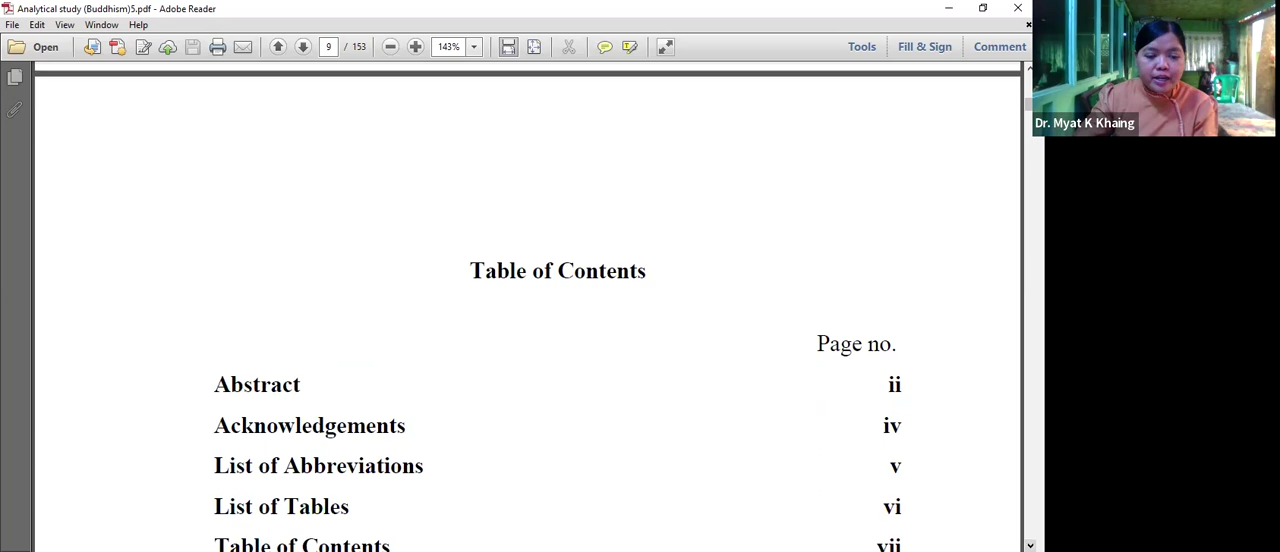 Analytical study (Buddhism)5.pdf - Adobe Reader
File Edit View Window Help
Open 9 / 153 143% Tools Fill & Sign Comment
Dr. Myat K Khaing
Table of Contents
Page no.
Abstract ii
Acknowledgements iv
List of Abbreviations v
List of Tables vi
Table of Contents vii